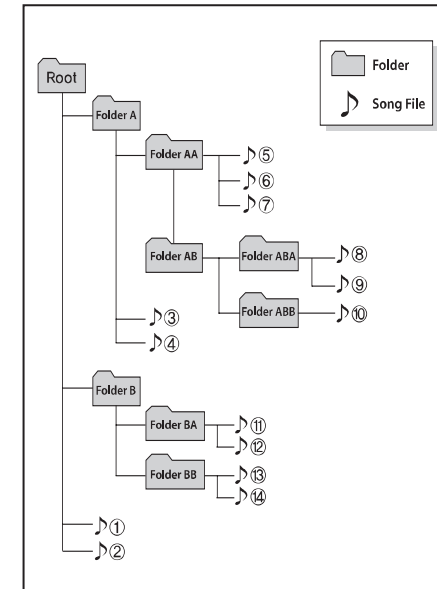 Root
Folder
Song File
Folder A
Folder AA
⑤
⑥
⑦
Folder AB
Folder ABA
⑧
⑨
Folder ABB
⑩
③
④
Folder B
Folder BA
⑪
⑫
Folder BB
⑬
⑭
①
②